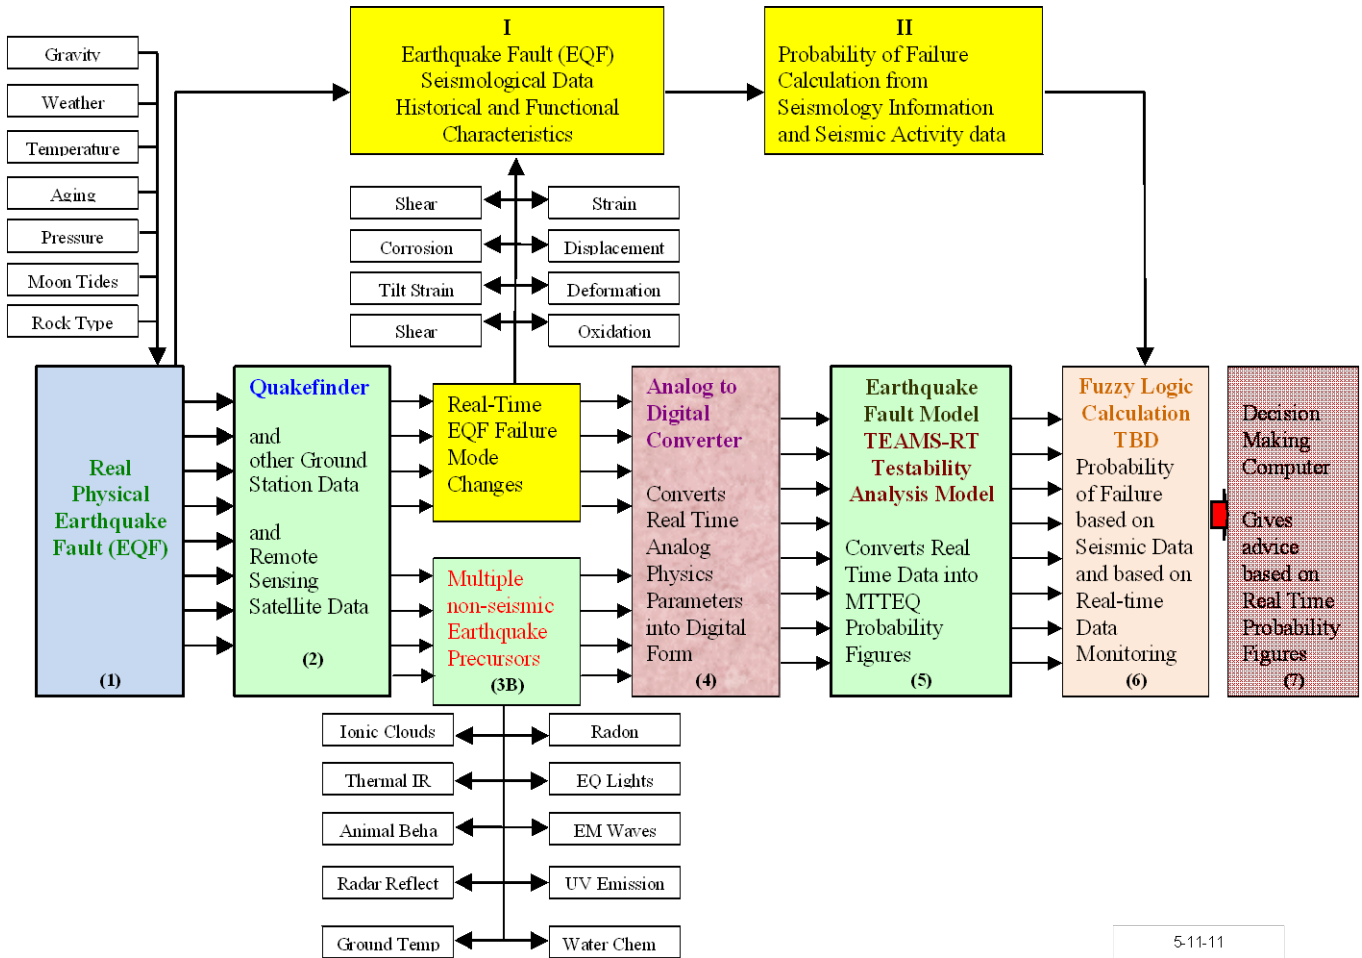 Gravity
Weather
Temperature
Aging
Pressure
Moon Tides
Rock Type
I
Earthquake Fault (EQF)
Seismological Data
Historical and Functional
Characteristics
II
Probability of Failure
Calculation from
Seismology Information
and Seismic Activity data
Shear
Strain
Corrosion
Displacement
Tilt Strain
Deformation
Shear
Oxidation
Real
Physical
Earthquake
Fault (EQF)
(1)
Quakefinder
and
other Ground
Station Data
and
Remote
Sensing
Satellite Data
(2)
Real-Time
EQF Failure
Mode
Changes
Multiple
non-seismic
Earthquake
Precursors
(3B)
Analog to
Digital
Converter
Converts
Real Time
Analog
Physics
Parameters
into Digital
Form
(4)
Earthquake
Fault Model
TEAMS-RT
Testability
Analysis Model
Converts Real
Time Data into
MTTEQ
Probability
Figures
(5)
Fuzzy Logic
Calculation
TBD
Probability
of Failure
based on
Seismic Data
and based on
Real-time
Data
Monitoring
(6)
Decision
Making
Computer
Gives
advice
based on
Real Time
Probability
Figures
(7)
Ionic Clouds
Radon
Thermal IR
EQ Lights
Animal Beha
EM Waves
Radar Reflect
UV Emission
Ground Temp
Water Chem
5-11-11